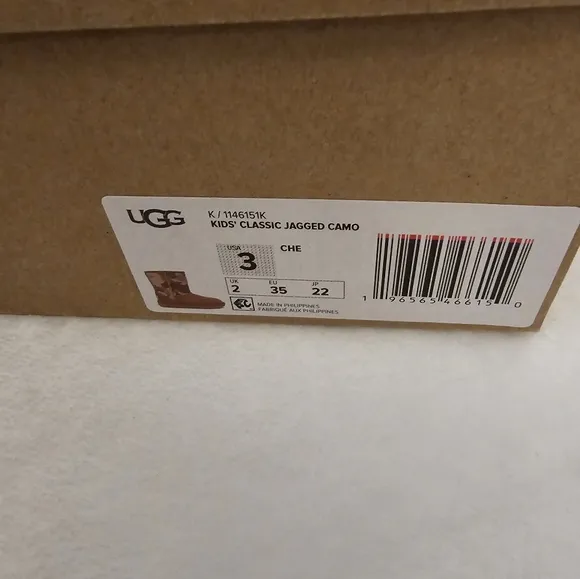 UGG
K / 1146151K
KIDS' CLASSIC JAGGED CAMO
USA
3
CHE
UK EU JP
2 35 22
MADE IN PHILIPPINES
FABRIQUÉ AUX PHILIPPINES
1 96565 46615 0